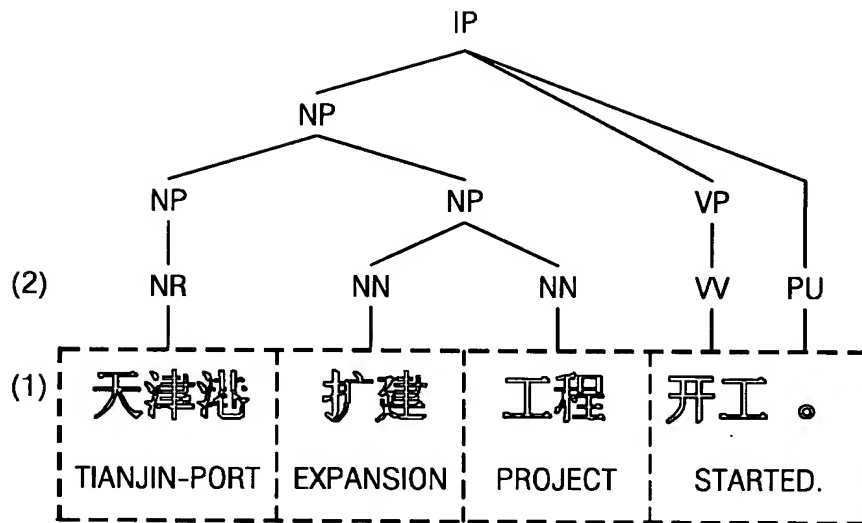 IP
NP
NP NP VP
(2) NR NN NN VV PU
(1) 天津港 扩建 工程 开工 。
TIANJIN-PORT EXPANSION PROJECT STARTED.